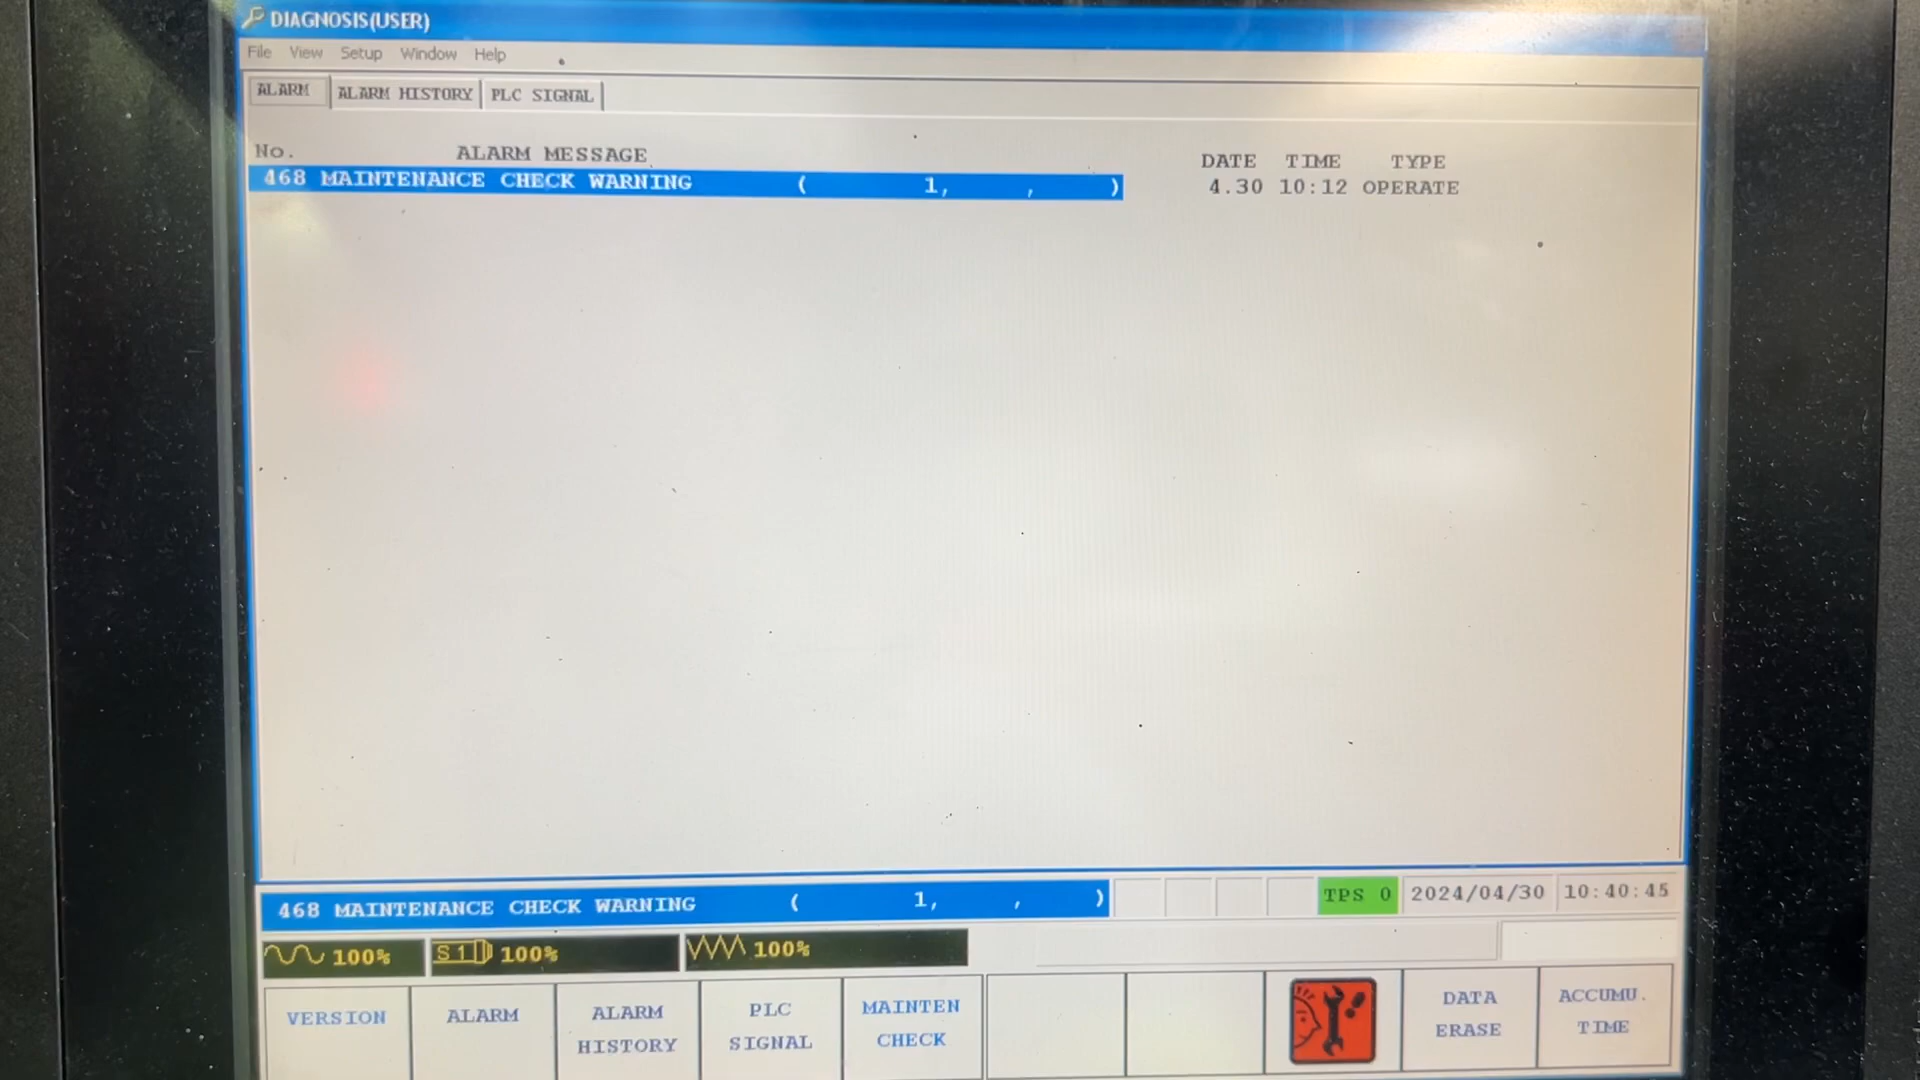 DIAGNOSIS(USER)
File View Setup Window Help
ALARM ALARM HISTORY PLC SIGNAL
No. ALARM MESSAGE DATE TIME TYPE
468 MAINTENANCE CHECK WARNING ( 1, , ) 4.30 10:12 OPERATE
468 MAINTENANCE CHECK WARNING ( 1, , ) TPS 0 2024/04/30 10:40:45
100% S1 100% 100%
VERSION
ALARM
ALARM
HISTORY
PLC
SIGNAL
MAINTEN
CHECK
DATA
ERASE
ACCUMU.
TIME